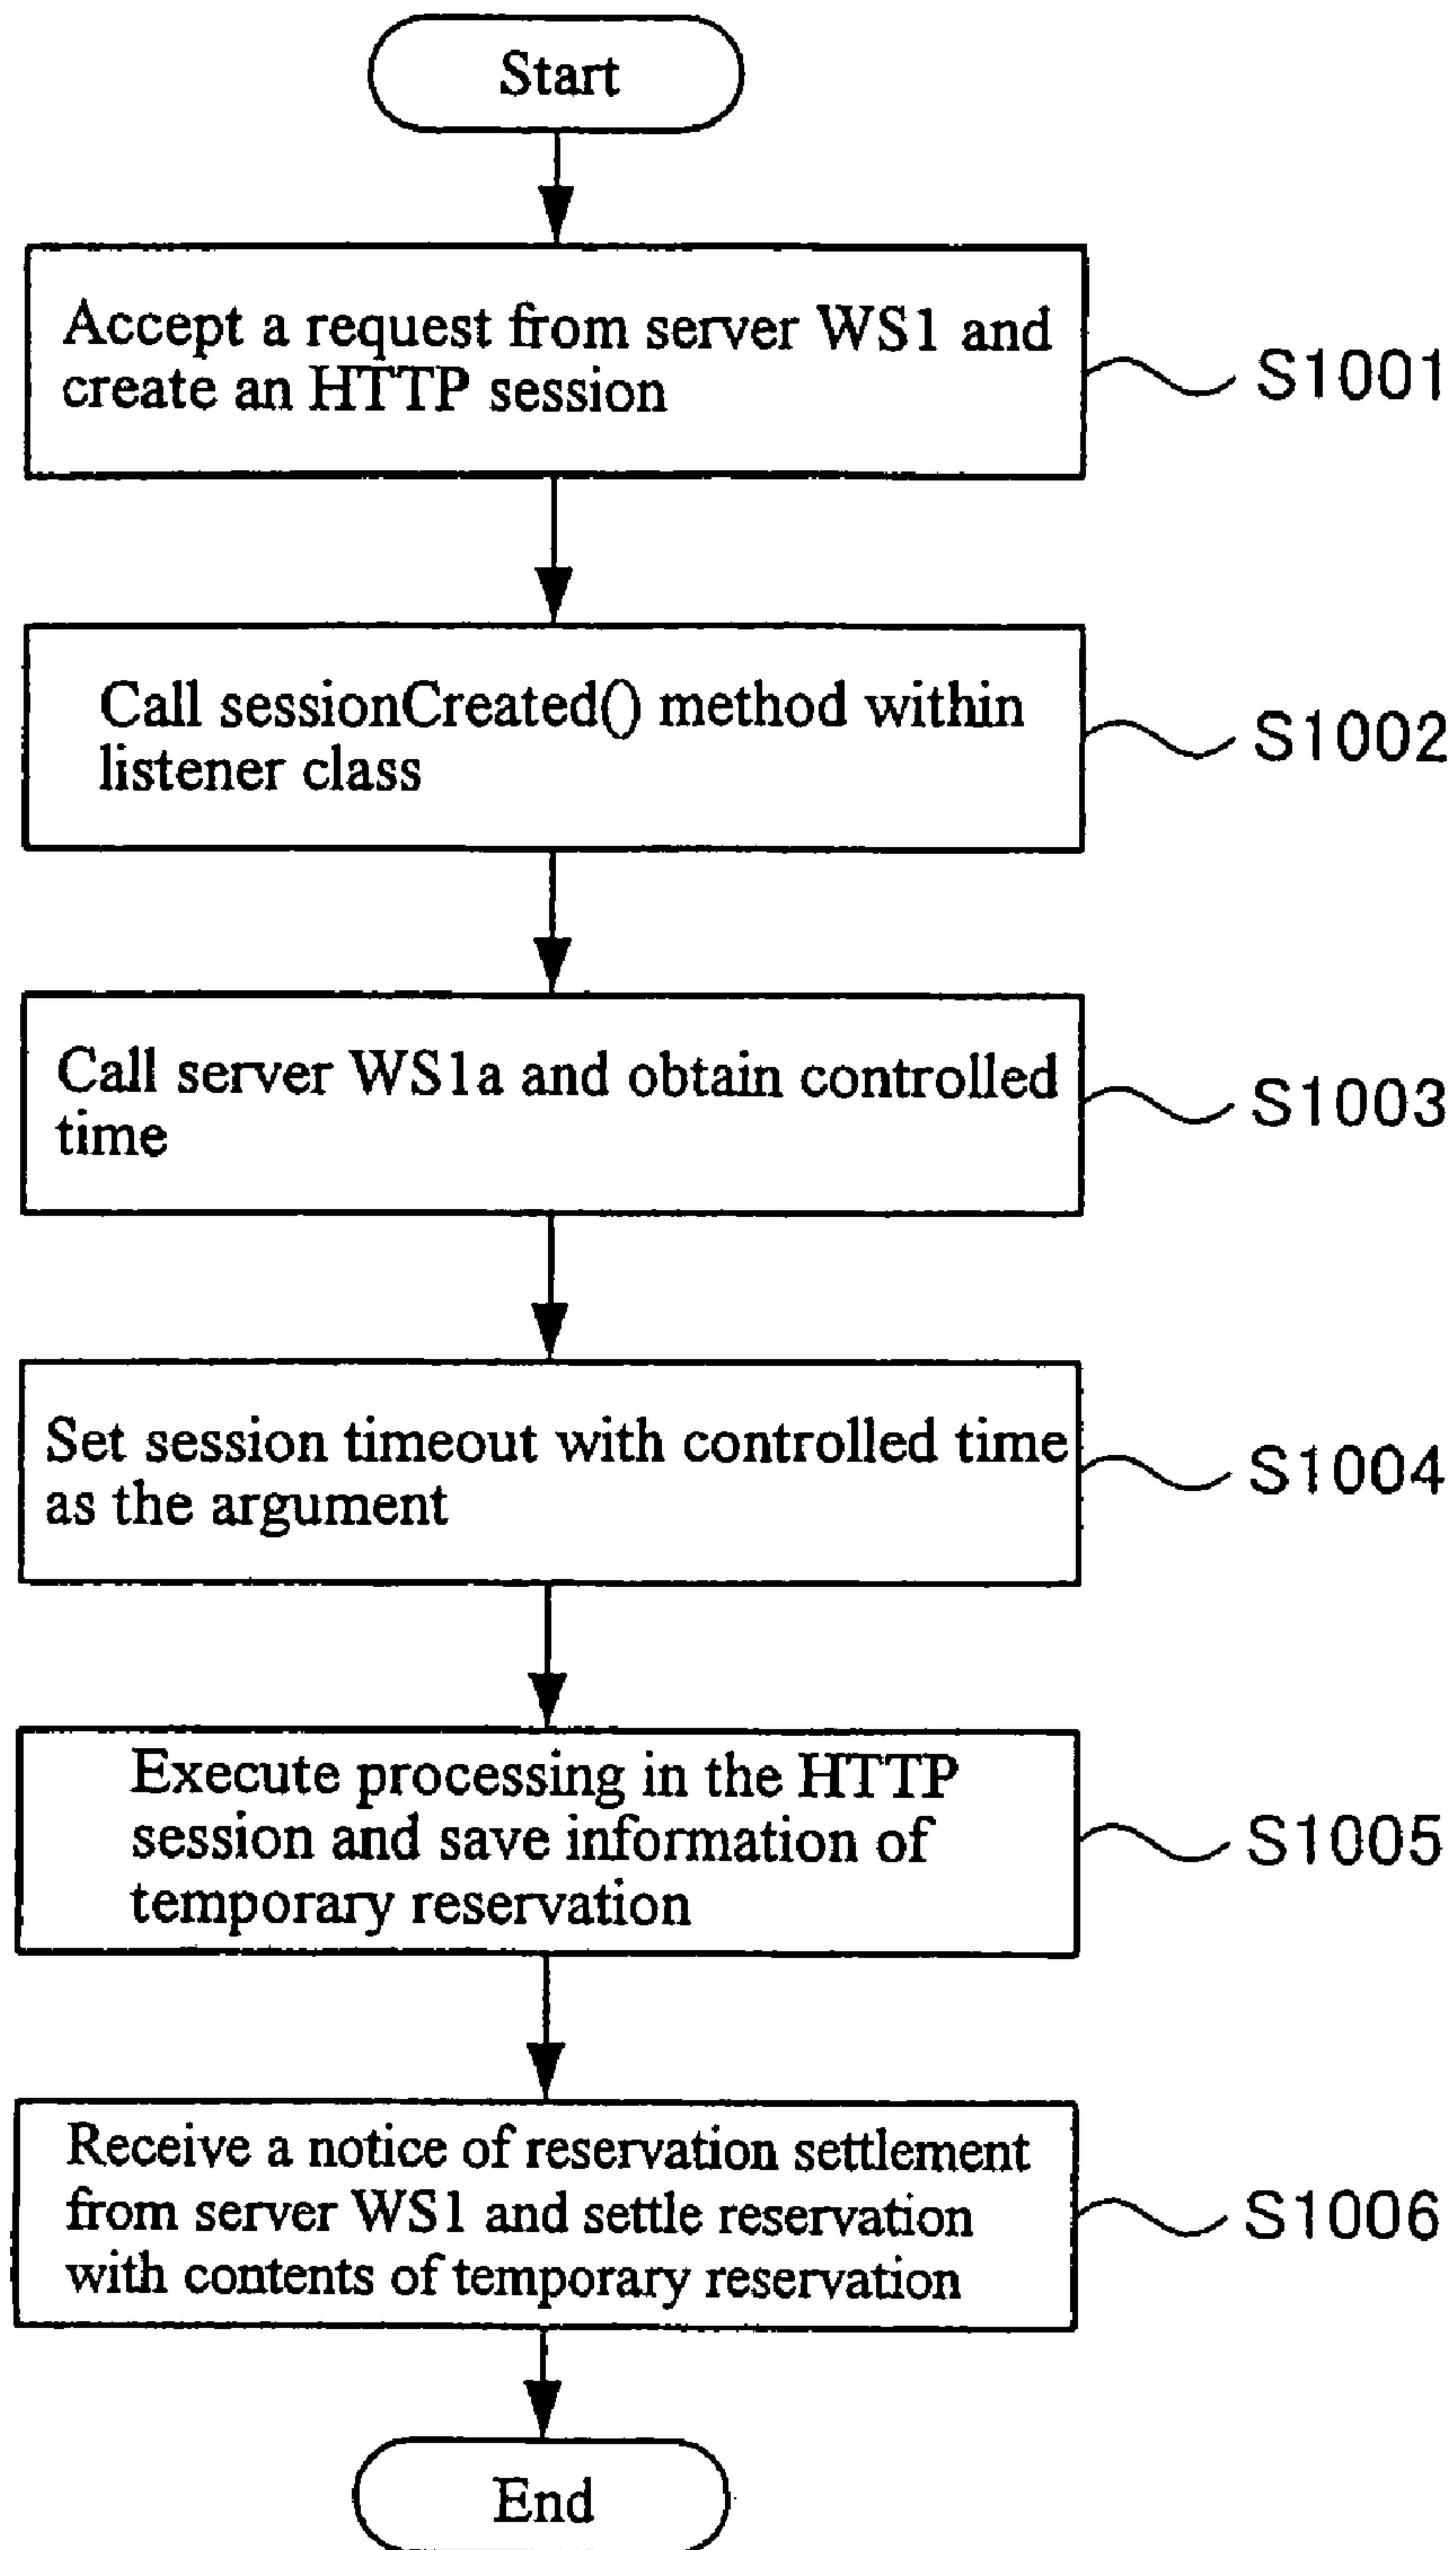 Start
Accept a request from server WS1 and
create an HTTP session
S1001
Call sessionCreated() method within
listener class
S1002
Call server WS1a and obtain controlled
time
S1003
Set session timeout with controlled time
as the argument
S1004
Execute processing in the HTTP
session and save information of
temporary reservation
S1005
Receive a notice of reservation settlement
from server WS1 and settle reservation
with contents of temporary reservation
S1006
End